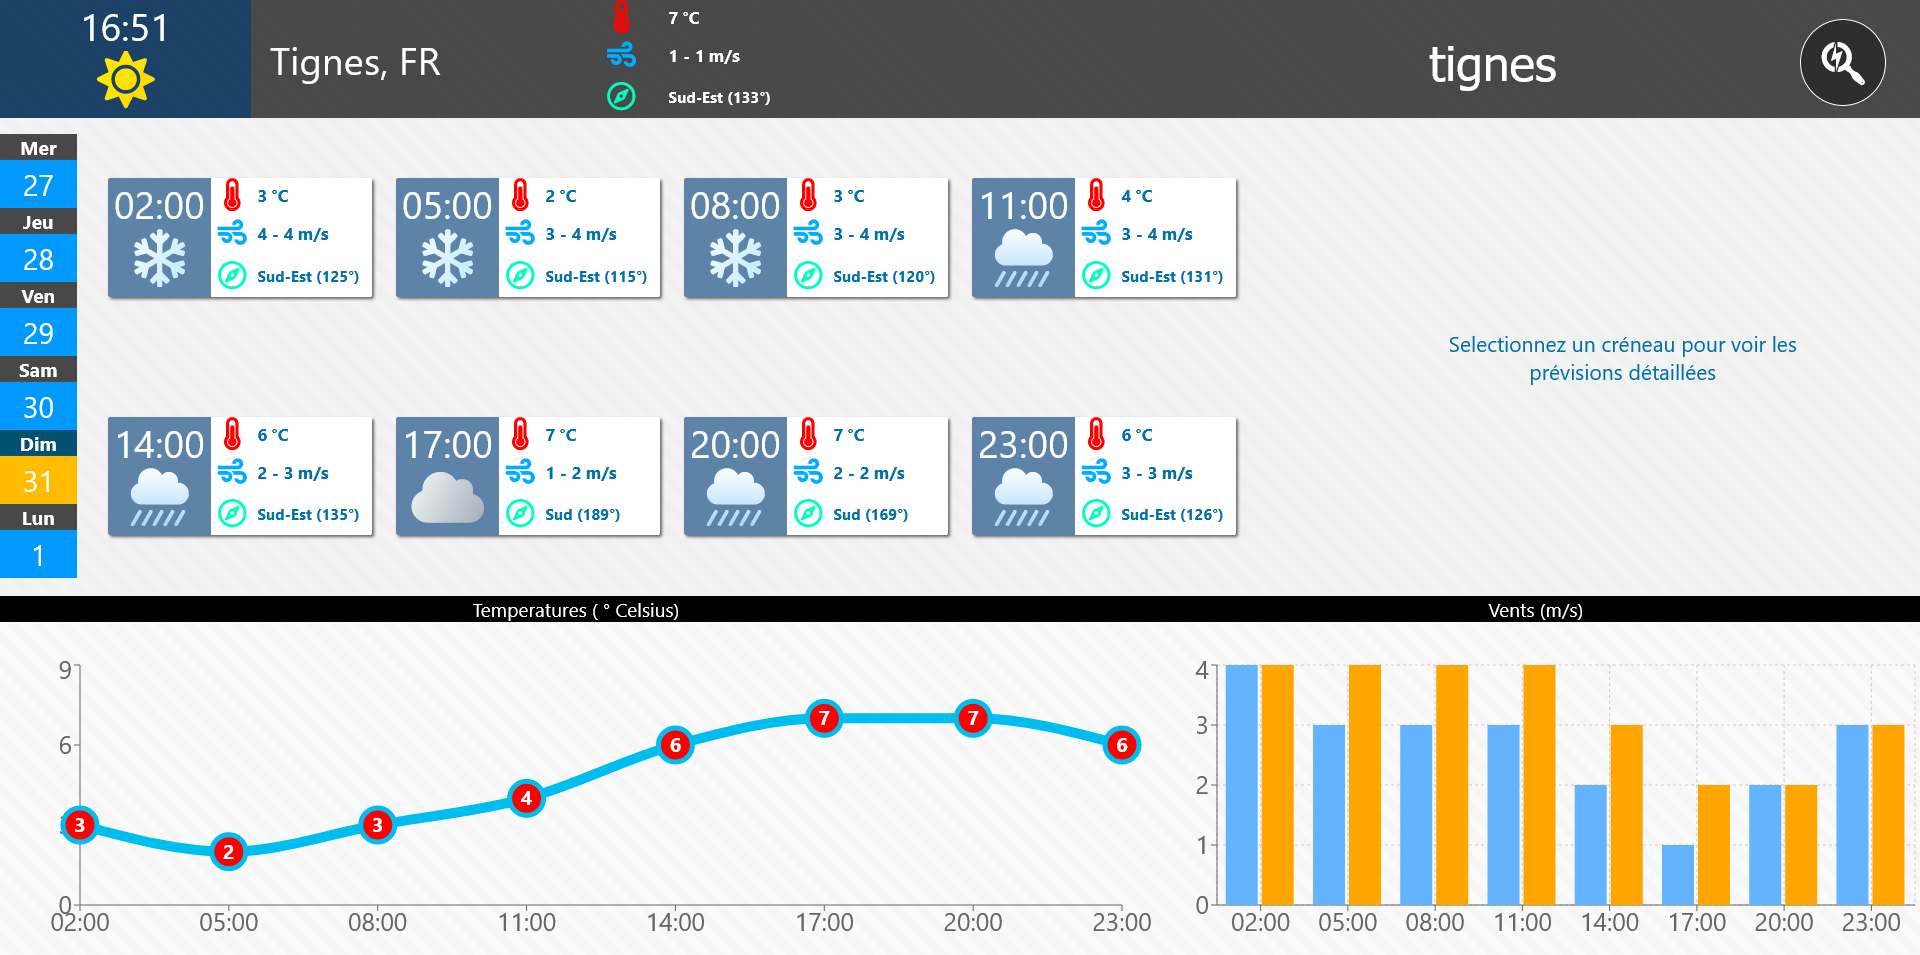 16:51
Tignes, FR
7 °C
1 - 1 m/s
Sud-Est (133°)
tignes
Mer
27
Jeu
28
Ven
29
Sam
30
Dim
31
Lun
1
02:00
3 °C
4 - 4 m/s
Sud-Est (125°)
05:00
2 °C
3 - 4 m/s
Sud-Est (115°)
08:00
3 °C
3 - 4 m/s
Sud-Est (120°)
11:00
4 °C
3 - 4 m/s
Sud-Est (131°)
14:00
6 °C
2 - 3 m/s
Sud-Est (135°)
17:00
7 °C
1 - 2 m/s
Sud (189°)
20:00
7 °C
2 - 2 m/s
Sud (169°)
23:00
6 °C
3 - 3 m/s
Sud-Est (126°)
Selectionnez un créneau pour voir les
prévisions détaillées
Temperatures ( ° Celsius)
9
6
0
3
2
3
4
6
7
7
6
02:00 05:00 08:00 11:00 14:00 17:00 20:00 23:00
Vents (m/s)
4
3
2
1
0
02:00 05:00 08:00 11:00 14:00 17:00 20:00 23:00